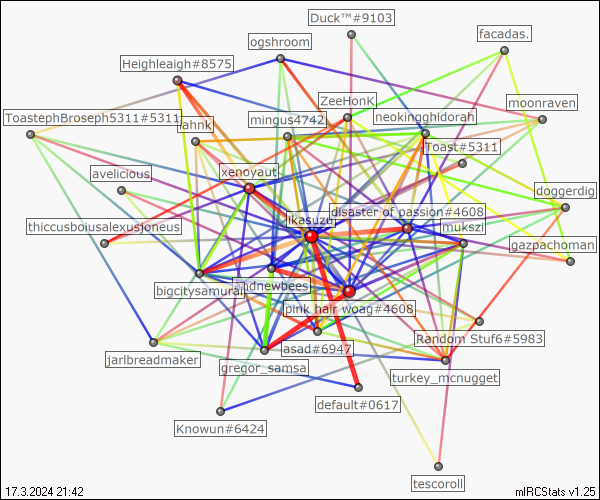 Duck™#9103
facadas.
ogshroom
Heighleaigh#8575
ZeeHonK
moonraven
ToastephBroseph5311#5311
mingus4742
neokingghidorah
fahnk
Toast#5311
xenoyaut
avelicious
doggerdig
ikasuzu
disaster of passion#4608
thiccusboiusalexusjoneus
mukszi
gazpachoman
bigcitysamurai
pink hair woag#4608
Random Stuf6#5983
asad#6947
jarlbreadmaker
gregor_samsa
turkey_mcnugget
default#0617
Knowun#6424
tescoroll
17.3.2024 21:42
mIRCStats v1.25